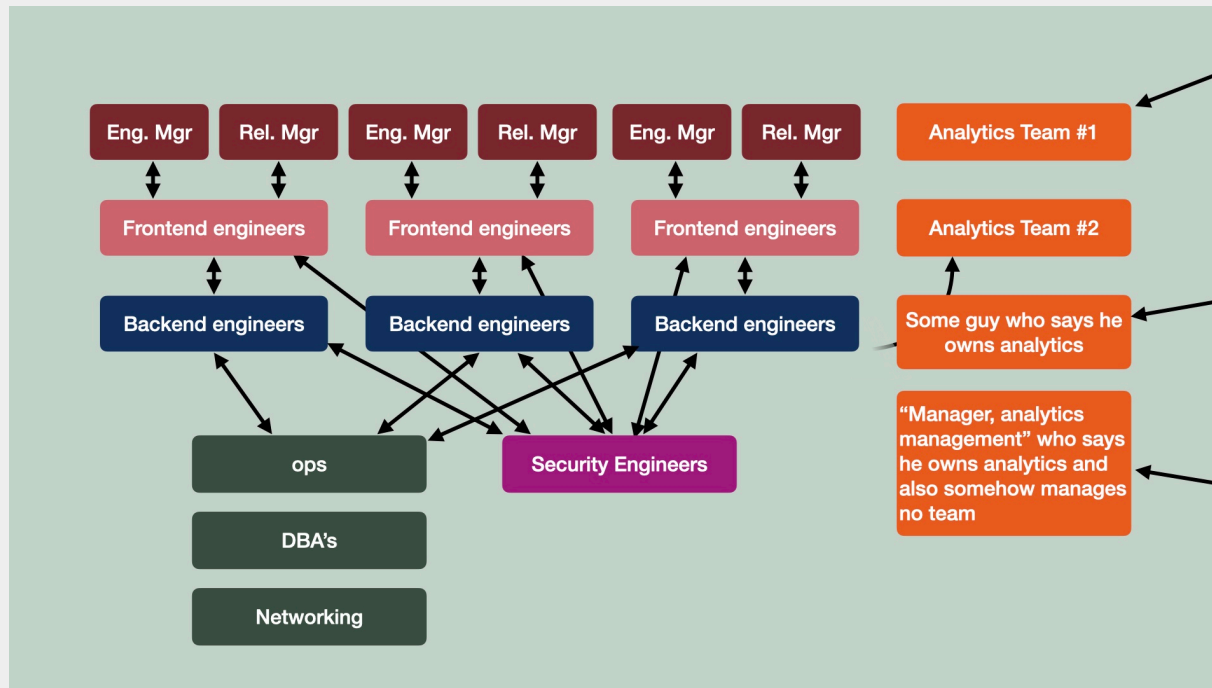 Eng. Mgr
Rel. Mgr
Eng. Mgr
Rel. Mgr
Eng. Mgr
Rel. Mgr
Analytics Team #1
Frontend engineers
Frontend engineers
Frontend engineers
Analytics Team #2
Backend engineers
Backend engineers
Backend engineers
Some guy who says he
owns analytics
“Manager, analytics
management” who says
he owns analytics and
also somehow manages
no team
ops
Security Engineers
DBA’s
Networking